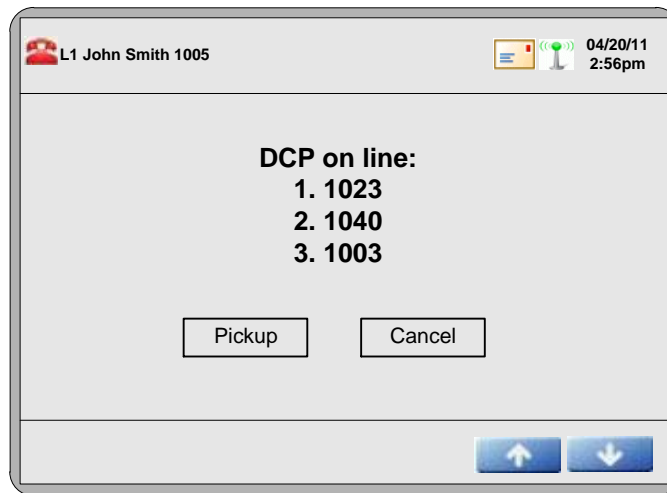 L1 John Smith 1005
04/20/11
2:56pm
DCP on line:
1. 1023
2. 1040
3. 1003
Pickup
Cancel